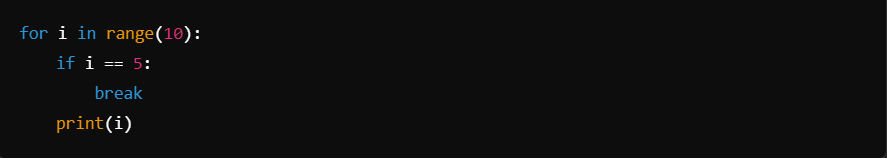 for i in range(10):
    if i == 5:
        break
    print(i)